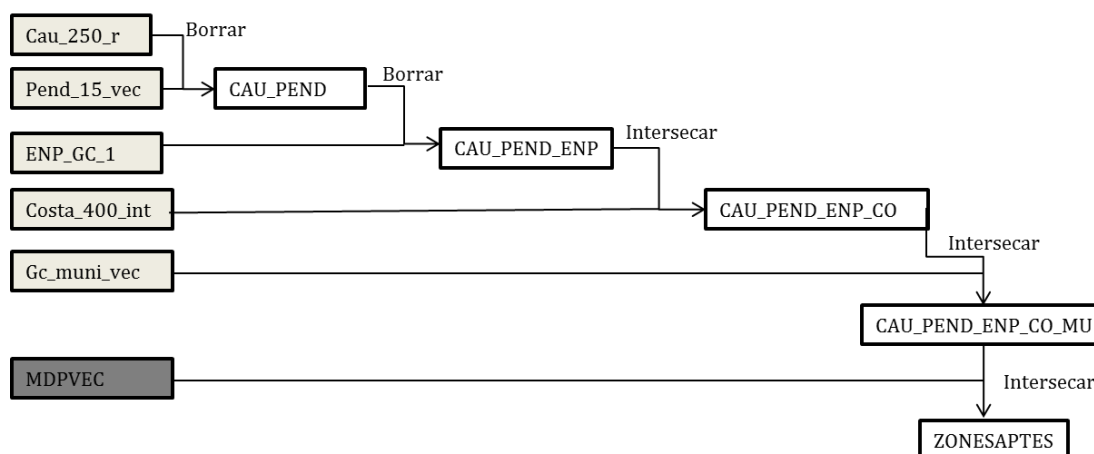 Cau_250_r
Borrar
Pend_15_vec
CAU_PEND
Borrar
ENP_GC_1
CAU_PEND_ENP
Intersecar
Costa_400_int
CAU_PEND_ENP_CO
Intersecar
Gc_muni_vec
CAU_PEND_ENP_CO_MU
MDPVEC
Intersecar
ZONESAPTES